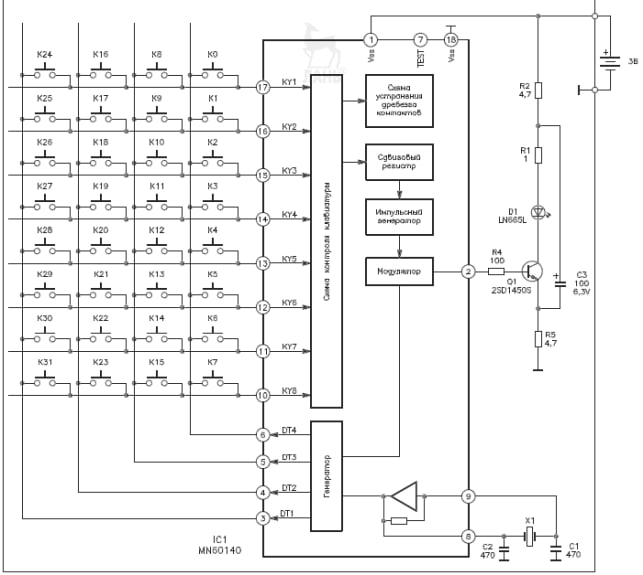 K24 K16 K8 K0
K25 K17 K9 K1
K26 K18 K10 K2
K27 K19 K11 K3
K28 K20 K12 K4
K29 K21 K13 K5
K30 K22 K14 K6
K31 K23 K15 K7
17 KY1
16 KY2
15 KY3
14 KY4
13 KY5
12 KY6
11 KY7
10 KY8
6 DT4
5 DT3
4 DT2
3 DT1
IC1
MN60140
Схема контроля клавиатуры
Генератор
1
Vss
7
TEST
18
Vss
Схема
устранения
дребезга
контактов
Сдвиговый
регистр
Импульсный
генератор
Модулятор
2
R4
100
Q1
2SD1450S
R2
4,7
R1
1
D1
LN665L
C3
100
6,3V
R5
4,7
+
3В
+
9
8
X1
C2
470
C1
470